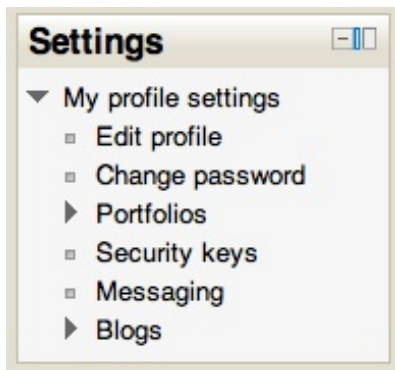 Settings
My profile settings
Edit profile
Change password
Portfolios
Security keys
Messaging
Blogs